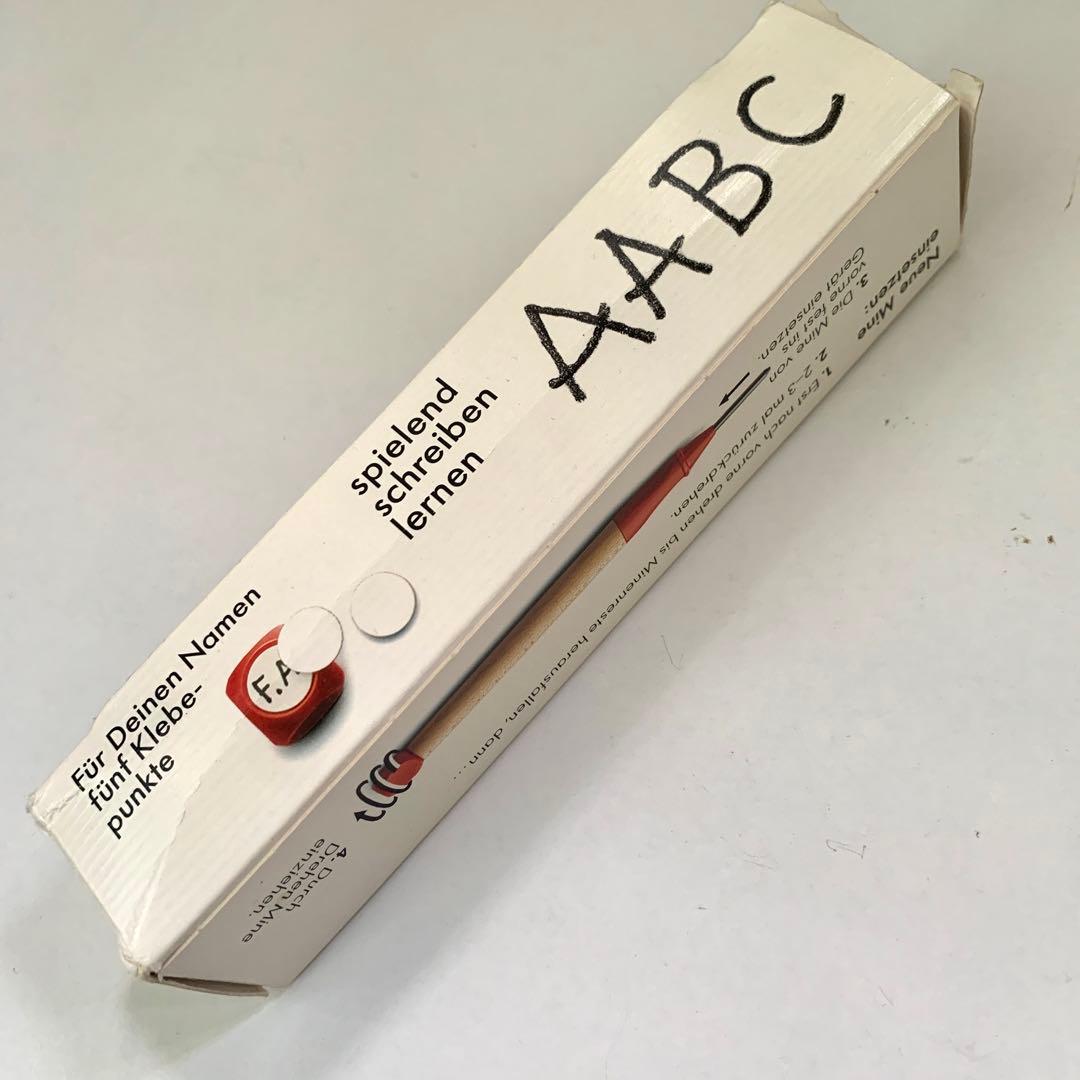 AABC
spielend
schreiben
lernen
Für Deinen Namen
fünf Klebe-
punkte
F.A
Neue Mine
einsetzen:
1. Erst nach vorne drehen bis Minenreste herausfallen, dann...
2. 2–3 mal zurückdrehen.
3. Die Mine von
vorne fest ins
Gerät einsetzen.
4. Durch
Drehen Mine
einziehen.